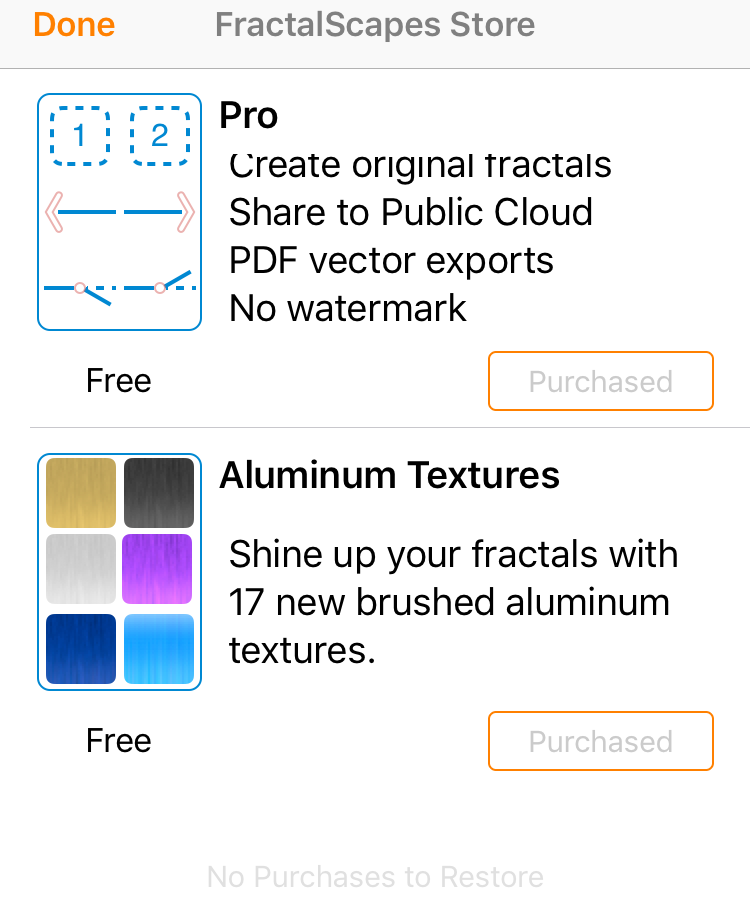 Done
FractalScapes Store
1
2
Pro
Create original fractals
Share to Public Cloud
PDF vector exports
No watermark
Free
Purchased
Aluminum Textures
Shine up your fractals with
17 new brushed aluminum
textures.
Free
Purchased
No Purchases to Restore